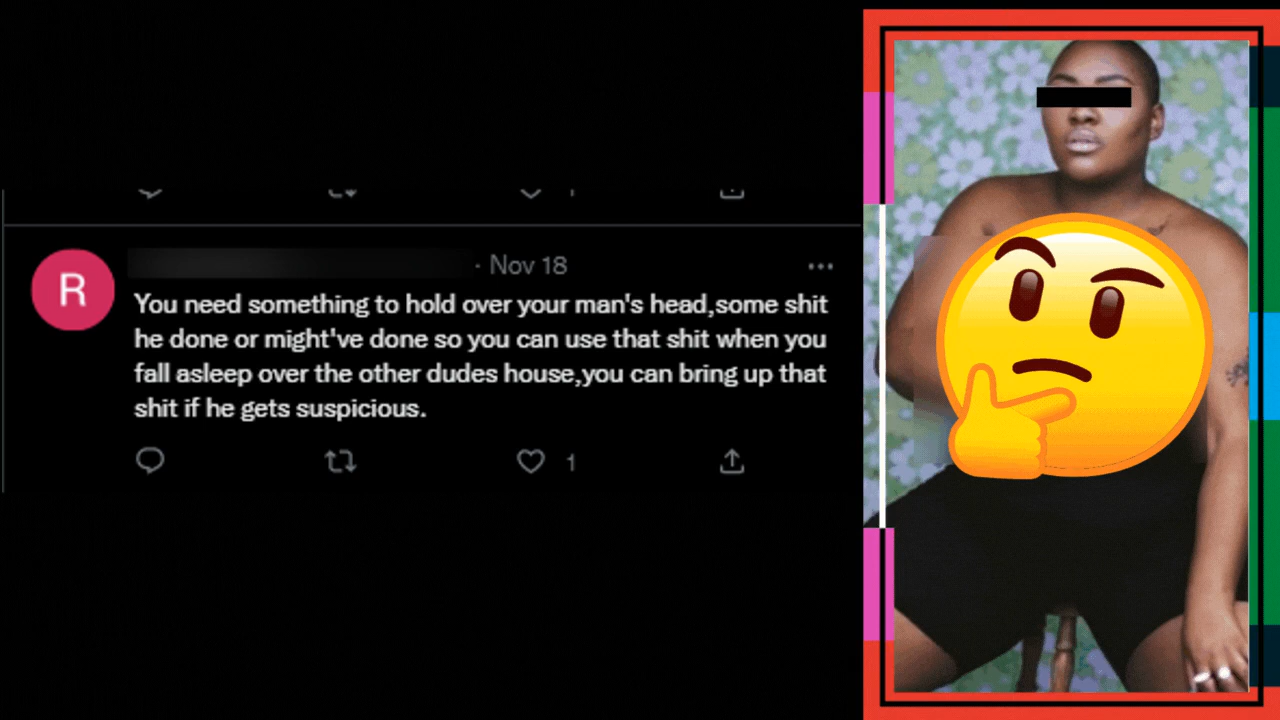 R
· Nov 18
You need something to hold over your man's head,some shit
he done or might've done so you can use that shit when you
fall asleep over the other dudes house,you can bring up that
shit if he gets suspicious.
1